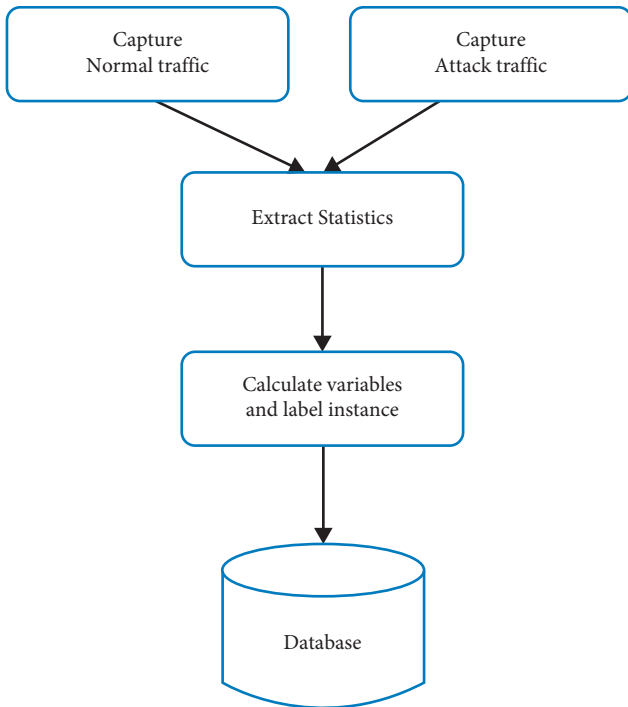 Capture
Normal traffic
Capture
Attack traffic
Extract Statistics
Calculate variables
and label instance
Database